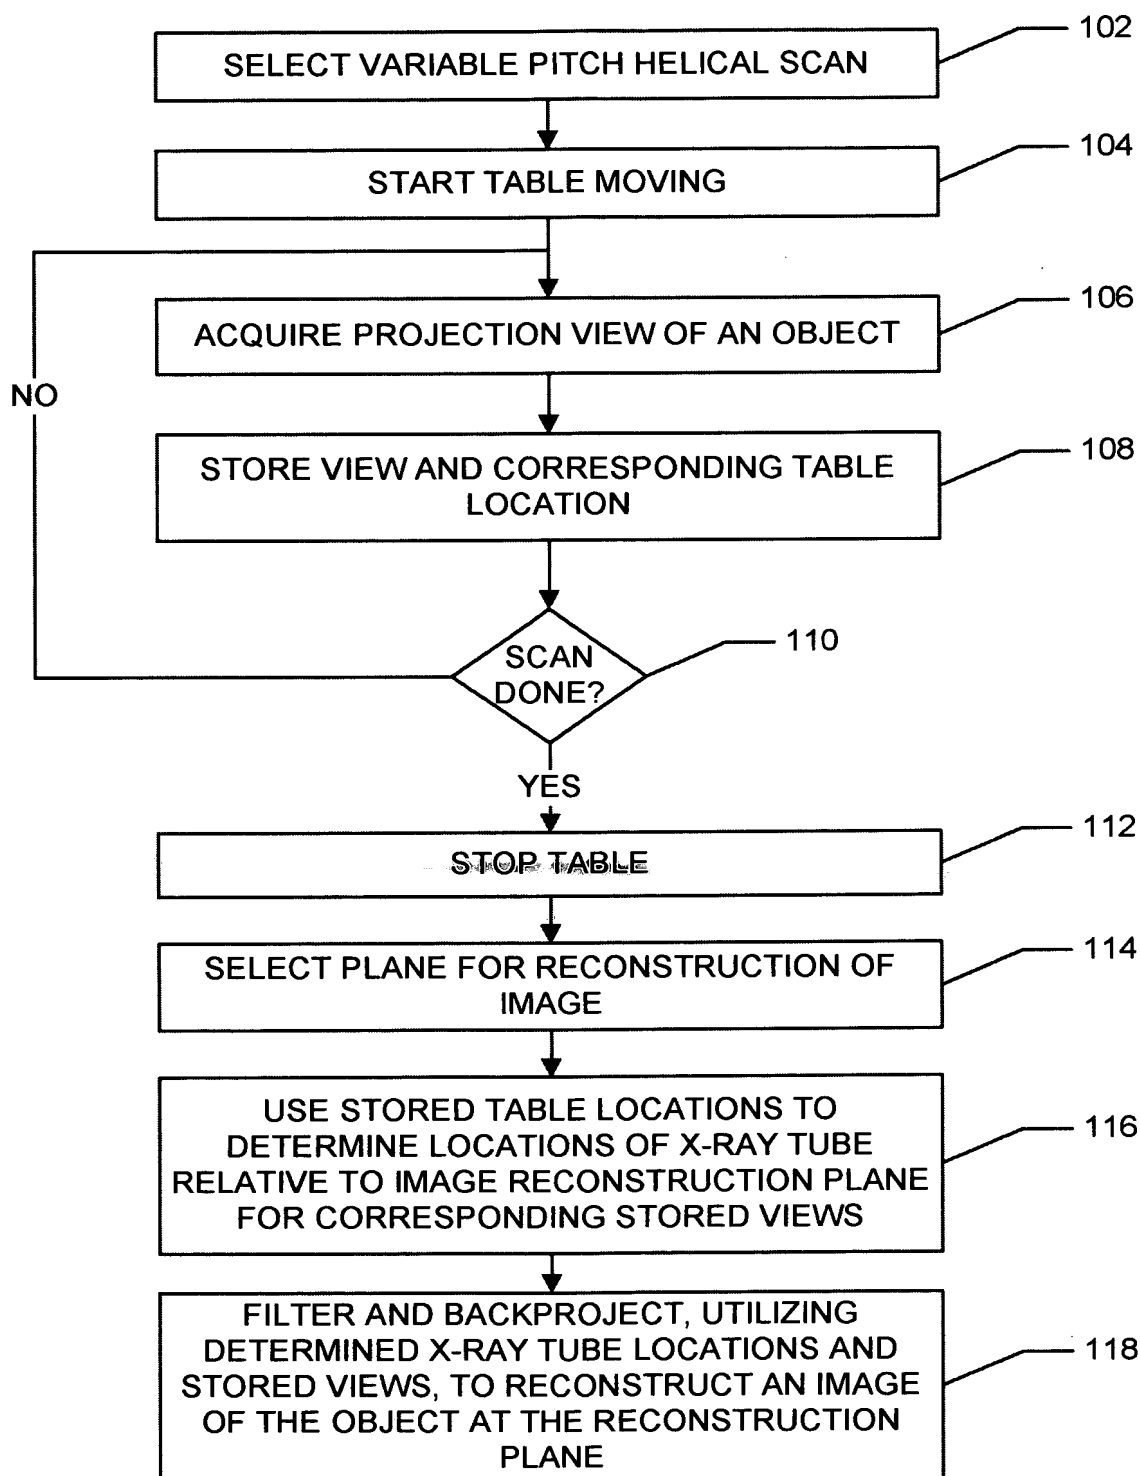 102
SELECT VARIABLE PITCH HELICAL SCAN
104
START TABLE MOVING
106
ACQUIRE PROJECTION VIEW OF AN OBJECT
NO
108
STORE VIEW AND CORRESPONDING TABLE
LOCATION
110
SCAN
DONE?
YES
112
STOP TABLE
114
SELECT PLANE FOR RECONSTRUCTION OF
IMAGE
116
USE STORED TABLE LOCATIONS TO
DETERMINE LOCATIONS OF X-RAY TUBE
RELATIVE TO IMAGE RECONSTRUCTION PLANE
FOR CORRESPONDING STORED VIEWS
118
FILTER AND BACKPROJECT, UTILIZING
DETERMINED X-RAY TUBE LOCATIONS AND
STORED VIEWS, TO RECONSTRUCT AN IMAGE
OF THE OBJECT AT THE RECONSTRUCTION
PLANE